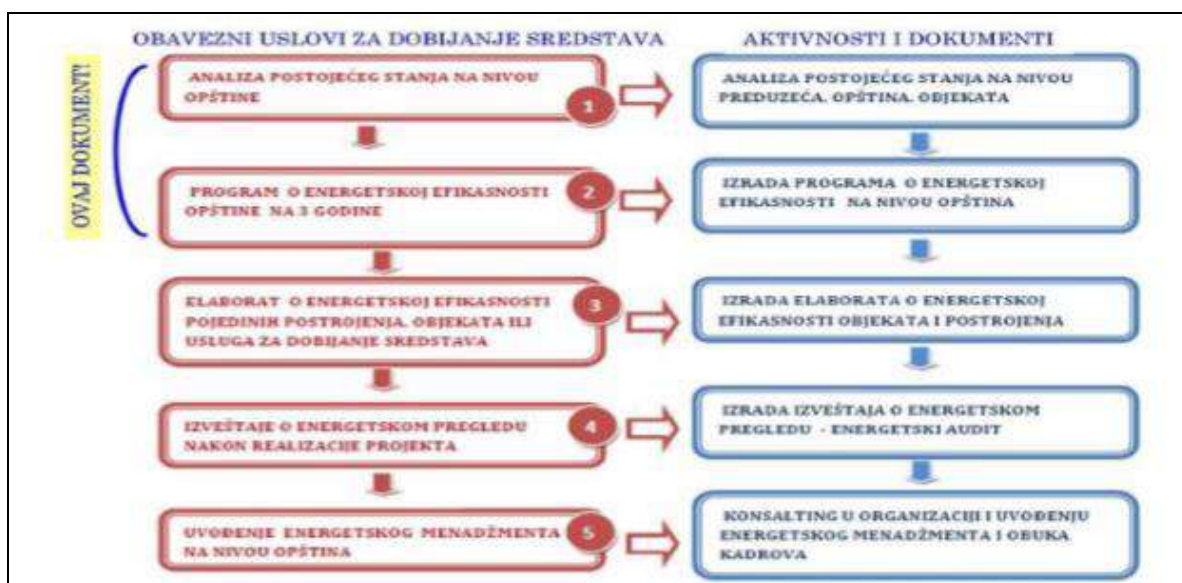 OBAVEZNI USLOVI ZA DOBIJANJE SREDSTAVA
AKTIVNOSTI I DOKUMENTI
OVAJ DOKUMENT!
ANALIZA POSTOJEĆEG STANJA NA NIVOU
OPŠTINE
1
ANALIZA POSTOJEĆEG STANJA NA NIVOU
PREDUZEĆA, OPŠTINA, OBJEKATA
PROGRAM O ENERGETSKOJ EFIKASNOSTI
OPŠTINE NA 3 GODINE
2
IZRADA PROGRAMA O ENERGETSKOJ
EFIKASNOSTI NA NIVOU OPŠTINA
ELABORAT O ENERGETSKOJ EFIKASNOSTI
POJEDINIH POSTROJENJA, OBJEKATA ILI
USLUGA ZA DOBIJANJE SREDSTAVA
3
IZRADA ELABORATA O ENERGETSKOJ
EFIKASNOSTI OBJEKATA I POSTROJENJA
IZVEŠTAJE O ENERGETSKOM PREGLEDU
NAKON REALIZACIJE PROJEKTA
4
IZRADA IZVEŠTAJA O ENERGETSKOM
PREGLEDU - ENERGETSKI AUDIT
UVOĐENJE ENERGETSKOG MENADŽMENTA
NA NIVOU OPŠTINA
5
KONSALTING U ORGANIZACIJI I UVOĐENJU
ENERGETSKOG MENADŽMENTA I OBUKA
KADROVA